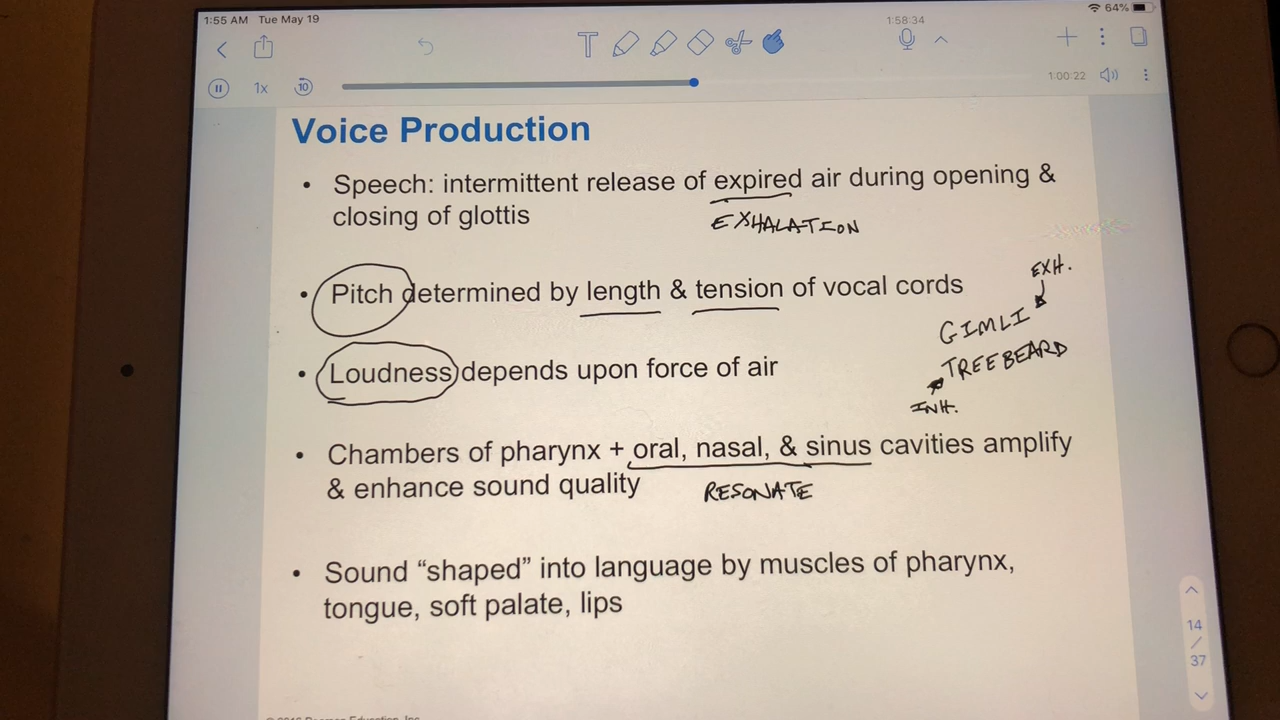 1:55 AM Tue May 19
1:58:34
64%
T
1x
10
1:00:22
Voice Production
• Speech: intermittent release of expired air during opening &
closing of glottis
EXHALATION
• Pitch determined by length & tension of vocal cords
EXH.
GIMLI
• Loudness depends upon force of air
TREEBEARD
INH.
• Chambers of pharynx + oral, nasal, & sinus cavities amplify
& enhance sound quality
RESONATE
• Sound “shaped” into language by muscles of pharynx,
tongue, soft palate, lips
14
/
37